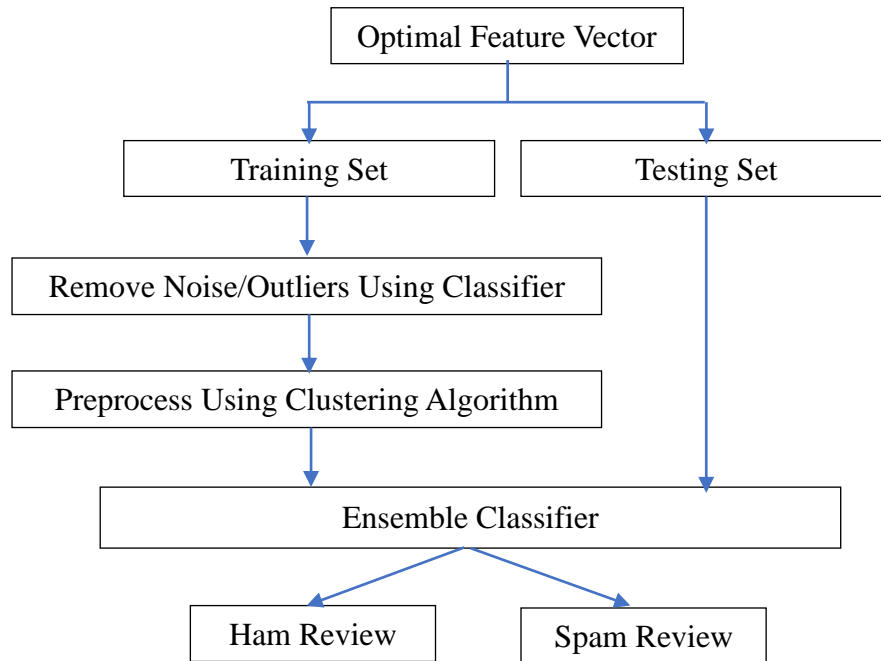 Optimal Feature Vector
Training Set
Testing Set
Remove Noise/Outliers Using Classifier
Preprocess Using Clustering Algorithm
Ensemble Classifier
Ham Review
Spam Review